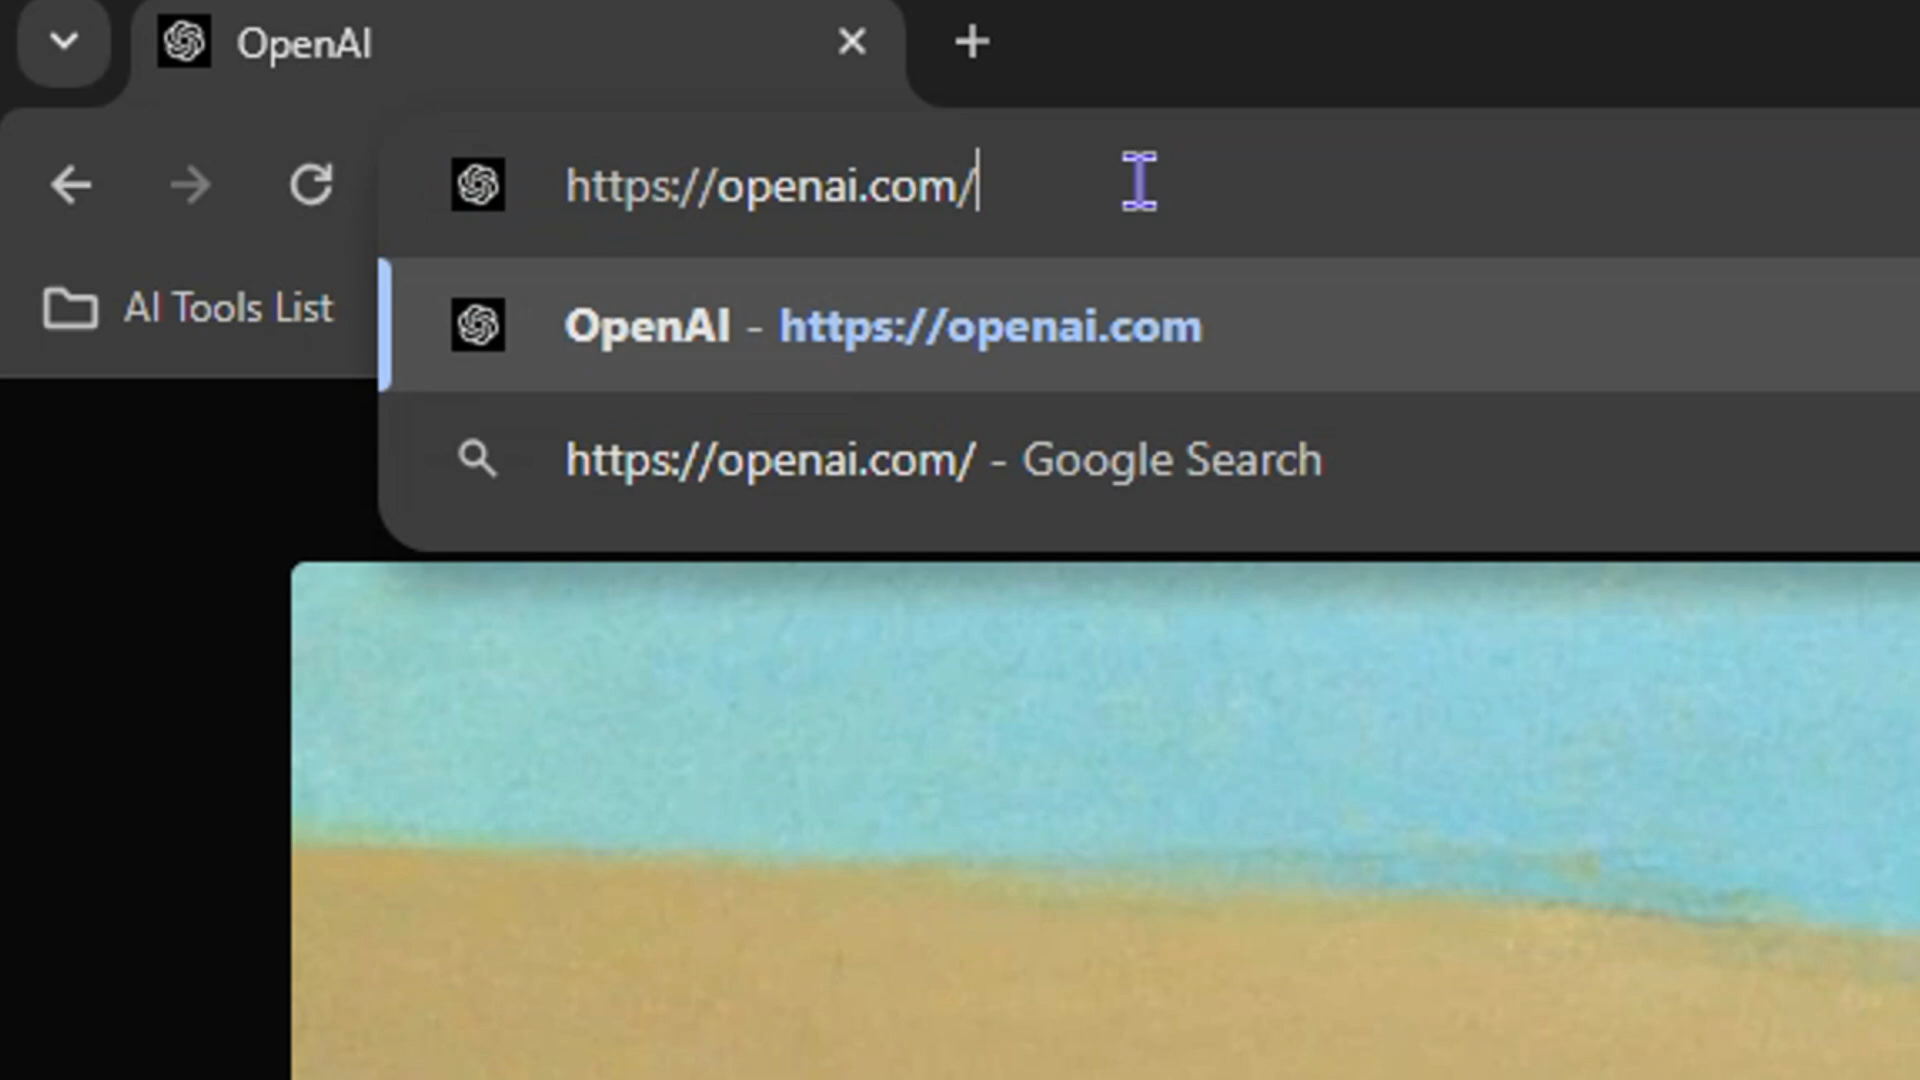 OpenAI
https://openai.com/
AI Tools List
OpenAI - https://openai.com
https://openai.com/ - Google Search